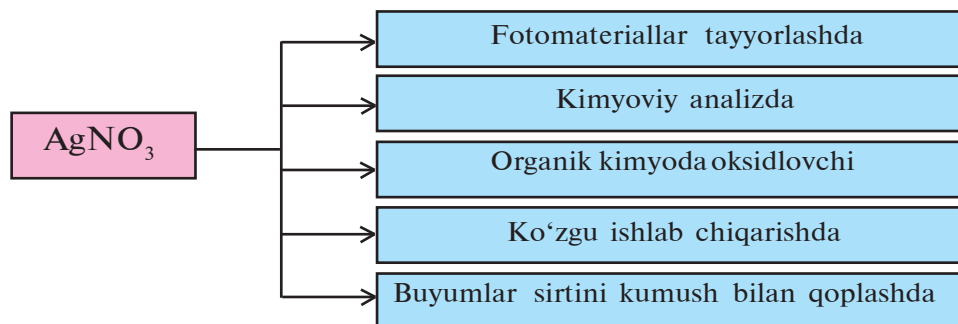 AgNO₃
Fotomateriallar tayyorlashda
Kimyoviy analizda
Organik kimyoda oksidlovchi
Ko‘zgu ishlab chiqarishda
Buyumlar sirtini kumush bilan qoplashda